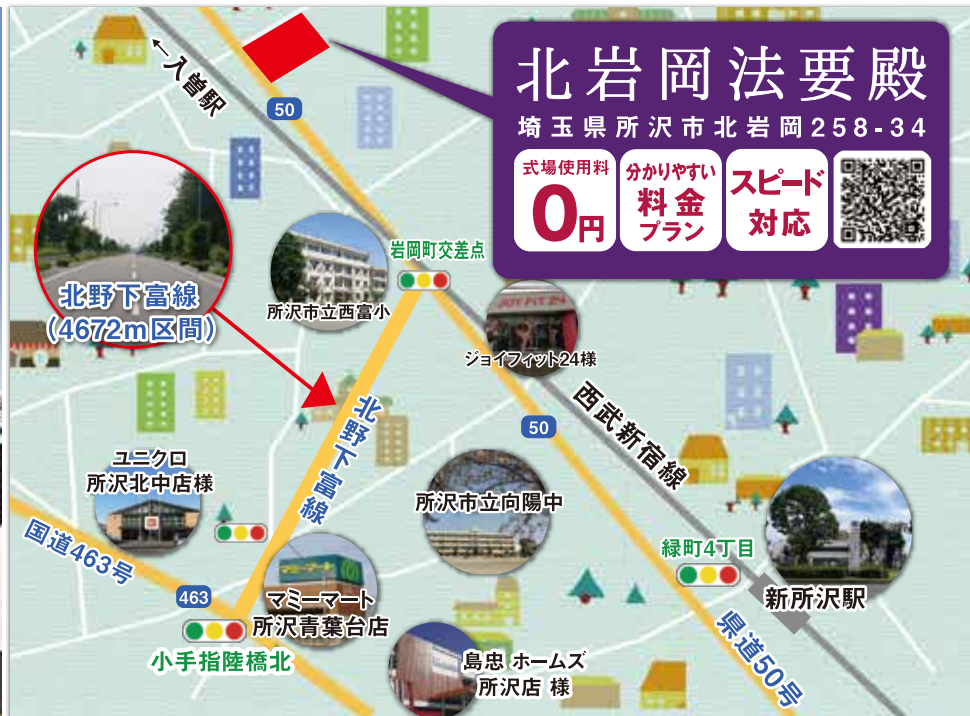 北岩岡法要殿
埼玉県所沢市北岩岡258-34
式場使用料
0円
分かりやすい
料金
プラン
スピード
対応
←入曽駅
50
北野下富線
(4672m区間)
岩岡町交差点
所沢市立西富小
JOYFIT24
ジョイフィット24様
北野下富線
50
西武新宿線
ユニクロ
所沢北中店様
所沢市立向陽中
国道463号
緑町4丁目
463
マミーマート
マミーマート
所沢青葉台店
新所沢駅
小手指陸橋北
県道50号
島忠 ホームズ
所沢店 様